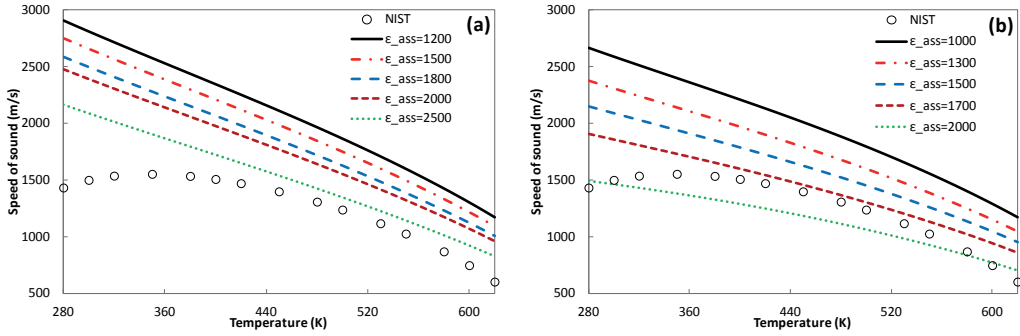 3000
2500
2000
1500
1000
500
280
360
440
520
600
Speed of sound (m/s)
Temperature (K)
(a)
NIST
ε_ass=1200
ε_ass=1500
ε_ass=1800
ε_ass=2000
ε_ass=2500
3000
2500
2000
1500
1000
500
280
360
440
520
600
Speed of sound (m/s)
Temperature (K)
(b)
NIST
ε_ass=1000
ε_ass=1300
ε_ass=1500
ε_ass=1700
ε_ass=2000